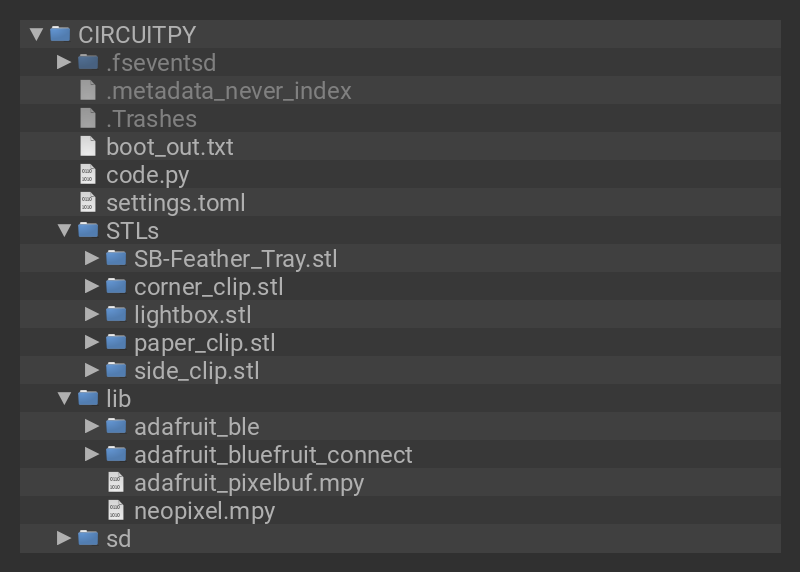 CIRCUITPY
.fseventsd
.metadata_never_index
.Trashes
boot_out.txt
code.py
settings.toml
STLs
SB-Feather_Tray.stl
corner_clip.stl
lightbox.stl
paper_clip.stl
side_clip.stl
lib
adafruit_ble
adafruit_bluefruit_connect
adafruit_pixelbuf.mpy
neopixel.mpy
sd